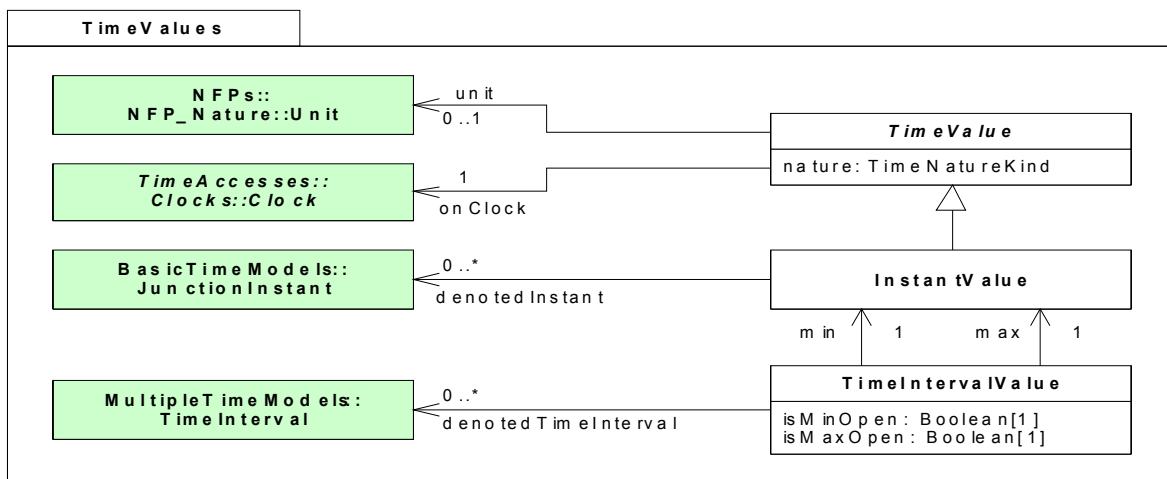 TimeValues
NFPs::
NFP_Nature::Unit
unit
0..1
TimeValue
nature: TimeNatureKind
TimeAccesses::
Clocks::Clock
1
onClock
BasicTimeModels::
JunctionInstant
0..*
denotedInstant
InstantValue
min 1 max 1
MultipleTimeModels::
TimeInterval
0..*
denotedTimeInterval
TimeIntervalValue
isMinOpen: Boolean[1]
isMaxOpen: Boolean[1]